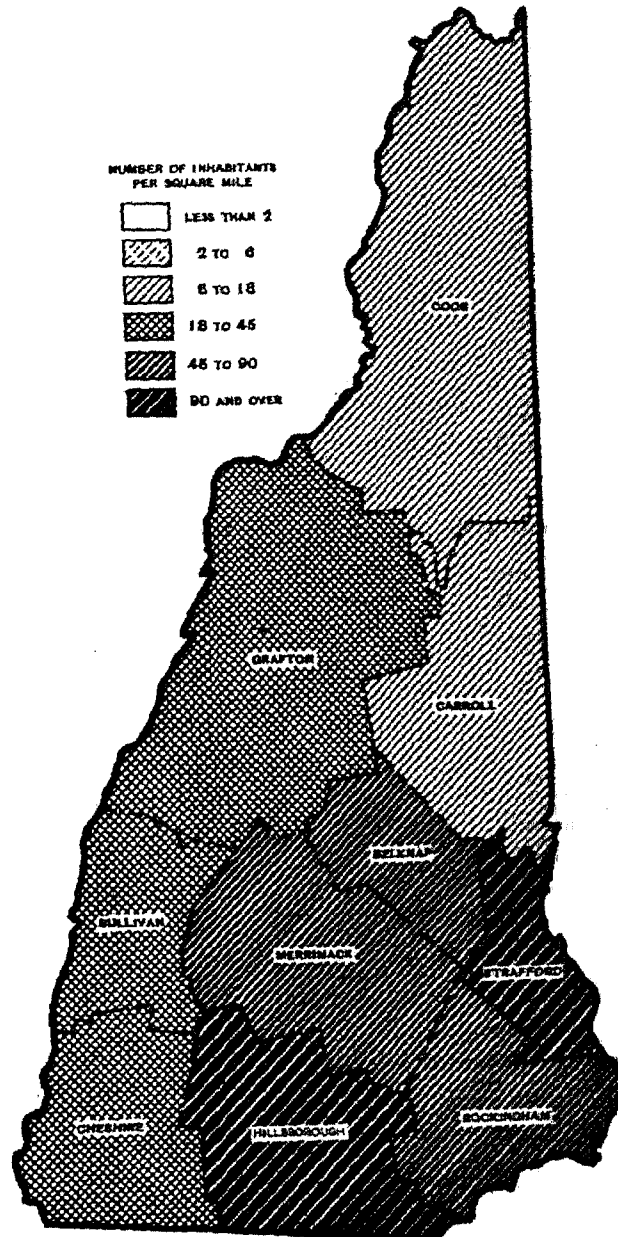 NUMBER OF INHABITANTS
PER SQUARE MILE
LESS THAN 2
2 TO 6
6 TO 18
18 TO 45
45 TO 90
90 AND OVER
COOS
GRAFTON
CARROLL
BELKNAP
SULLIVAN
MERRIMACK
STRAFFORD
CHESHIRE
HILLSBOROUGH
ROCKINGHAM